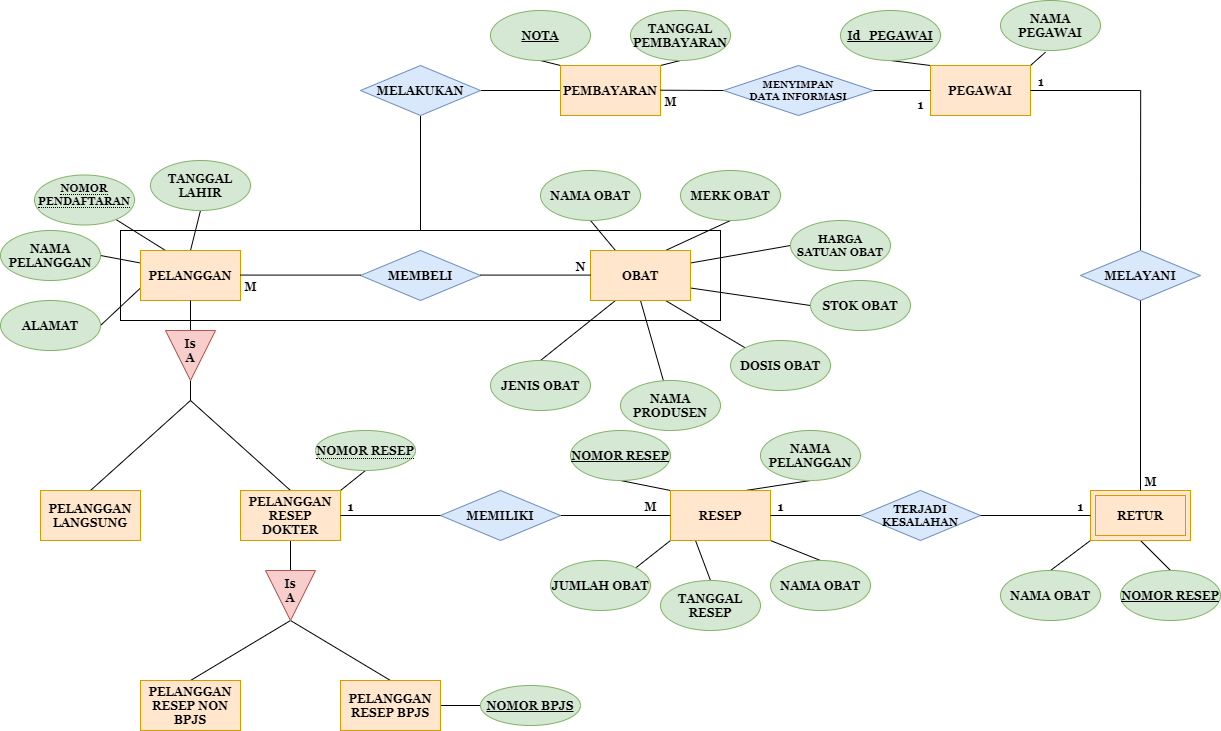 NOTA
TANGGAL
PEMBAYARAN
Id_PEGAWAI
NAMA
PEGAWAI
MELAKUKAN
PEMBAYARAN
M
MENYIMPAN
DATA INFORMASI
1
PEGAWAI
1
NOMOR
PENDAFTARAN
TANGGAL
LAHIR
NAMA OBAT
MERK OBAT
NAMA
PELANGGAN
HARGA
SATUAN OBAT
PELANGGAN
M
MEMBELI
N
OBAT
MELAYANI
ALAMAT
STOK OBAT
Is
A
JENIS OBAT
NAMA
PRODUSEN
DOSIS OBAT
NOMOR RESEP
NOMOR RESEP
NAMA
PELANGGAN
PELANGGAN
LANGSUNG
PELANGGAN
RESEP
DOKTER
1
MEMILIKI
M
RESEP
1
TERJADI
KESALAHAN
1
M
RETUR
Is
A
JUMLAH OBAT
TANGGAL
RESEP
NAMA OBAT
NAMA OBAT
NOMOR RESEP
PELANGGAN
RESEP NON
BPJS
PELANGGAN
RESEP BPJS
NOMOR BPJS